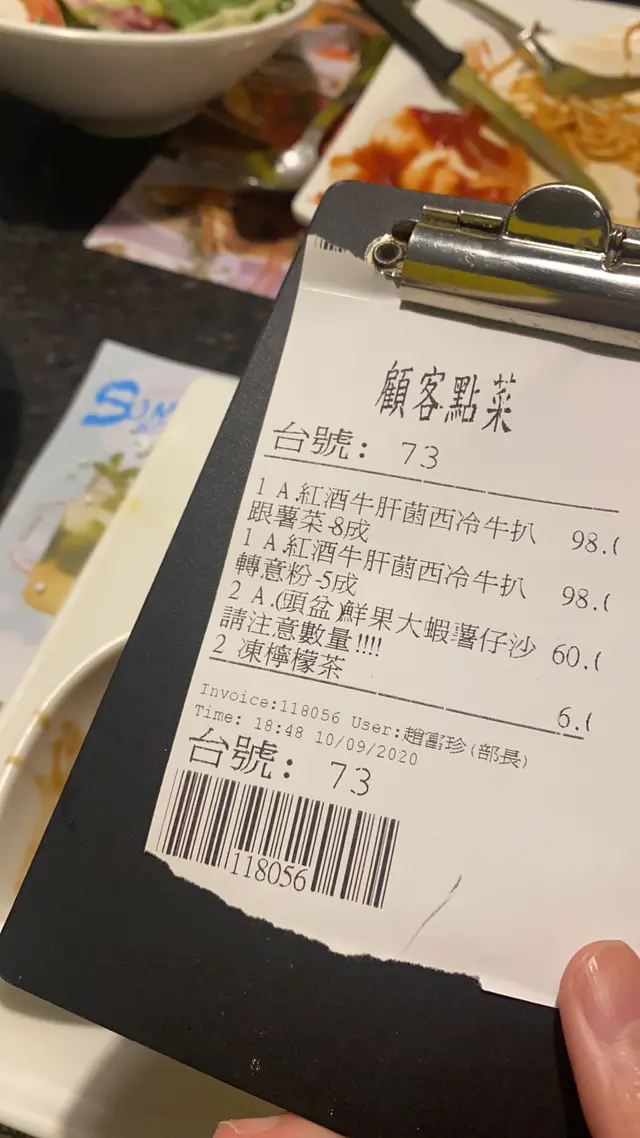 SUM
顧客點菜
台號: 73
1 A.紅酒牛肝菌西冷牛扒 98.(
跟薯菜-8成
1 A.紅酒牛肝菌西冷牛扒 98.(
轉意粉-5成
2 A.(頭盆)鮮果大蝦薯仔沙 60.(
請注意數量!!!!
2 凍檸檬茶 6.(
Invoice:118056 User:趙富珍(部長)
Time: 18:48 10/09/2020
台號: 73
118056